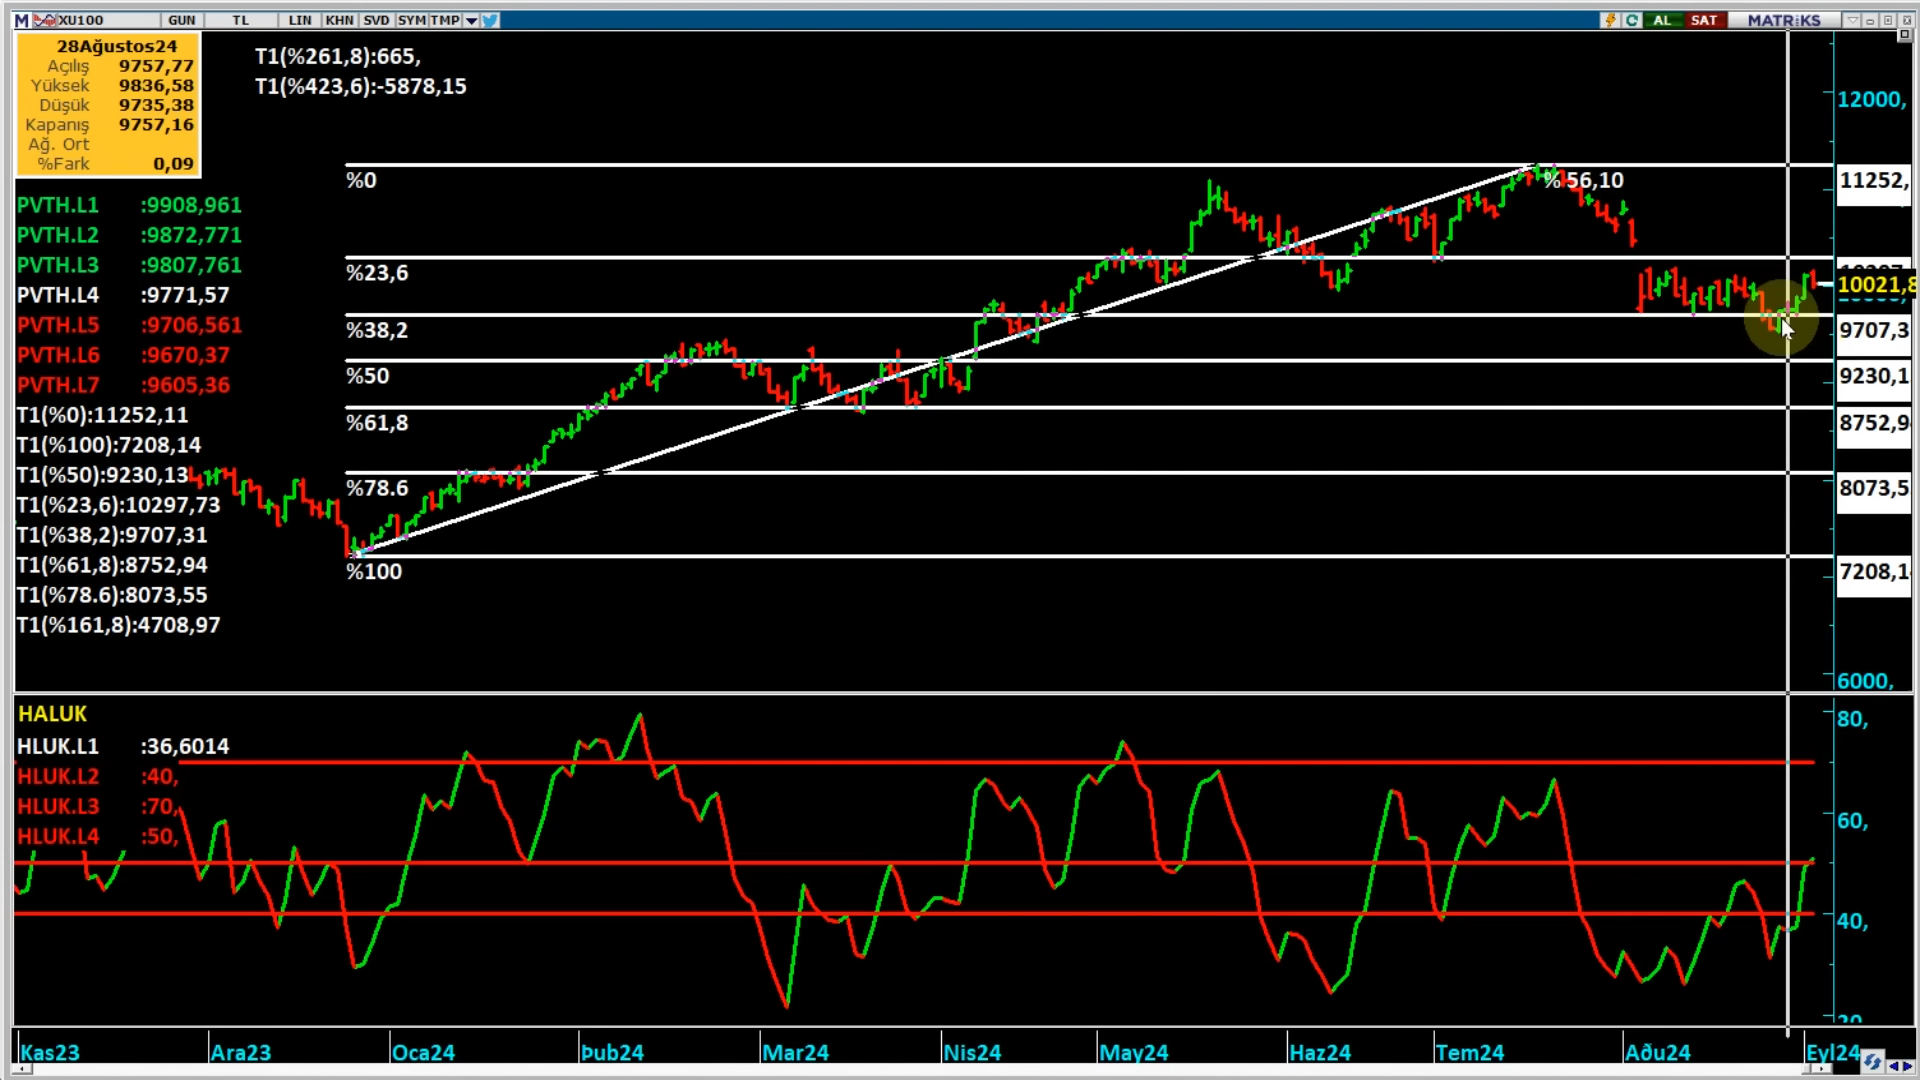 XU100 GUN TL LIN KHN SVD SYM TMP AL SAT MATRiKS
28Ağustos24
Açılış 9757,77
Yüksek 9836,58
Düşük 9735,38
Kapanış 9757,16
Ağ. Ort
%Fark 0,09
T1(%261,8):665,
T1(%423,6):-5878,15
PVTH.L1 :9908,961
PVTH.L2 :9872,771
PVTH.L3 :9807,761
PVTH.L4 :9771,57
PVTH.L5 :9706,561
PVTH.L6 :9670,37
PVTH.L7 :9605,36
T1(%0):11252,11
T1(%100):7208,14
T1(%50):9230,13
T1(%23,6):10297,73
T1(%38,2):9707,31
T1(%61,8):8752,94
T1(%78.6):8073,55
T1(%161,8):4708,97
%0
%23,6
%38,2
%50
%61,8
%78.6
%100
% 56,10
12000,
11252,
10021,8
9707,3
9230,1
8752,9
8073,5
7208,1
6000,
HALUK
HLUK.L1 :36,6014
HLUK.L2 :40,
HLUK.L3 :70,
HLUK.L4 :50,
80,
60,
40,
20
Kas23 Ara23 Oca24 Þub24 Mar24 Nis24 May24 Haz24 Tem24 Aðu24 Eyl24